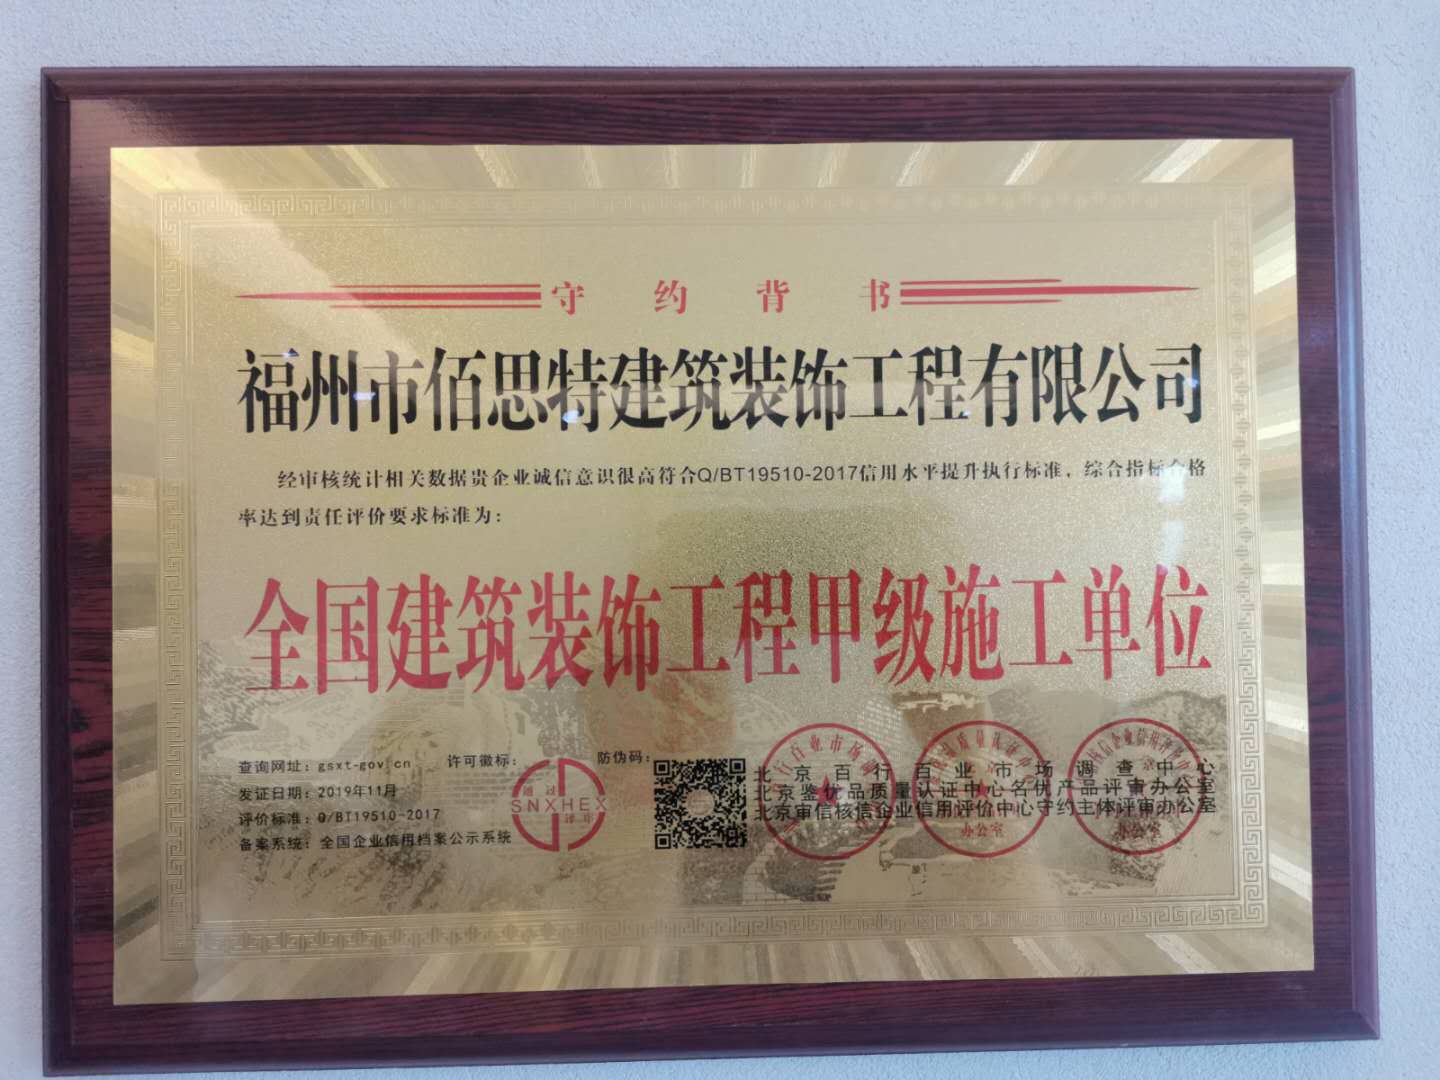 守约背书
福州市佰思特建筑装饰工程有限公司
经审核统计相关数据贵企业诚信意识很高符合Q/BT19510-2017信用水平提升执行标准，综合指标合格
率达到责任评价要求标准为：
全国建筑装饰工程甲级施工单位
查询网址：gsxt-gov.cn
发证日期：2019年11月
评价标准：Q/BT19510-2017
备案系统：全国企业信用档案公示系统
许可徽标：
通过
SNXHEX
评审
防伪码：
北京百行百业市场调查中心
北京鉴优品质量认证中心名优产品评审办公室
北京审信核信企业信用评价中心守约主体评审办公室
办公室
办公室